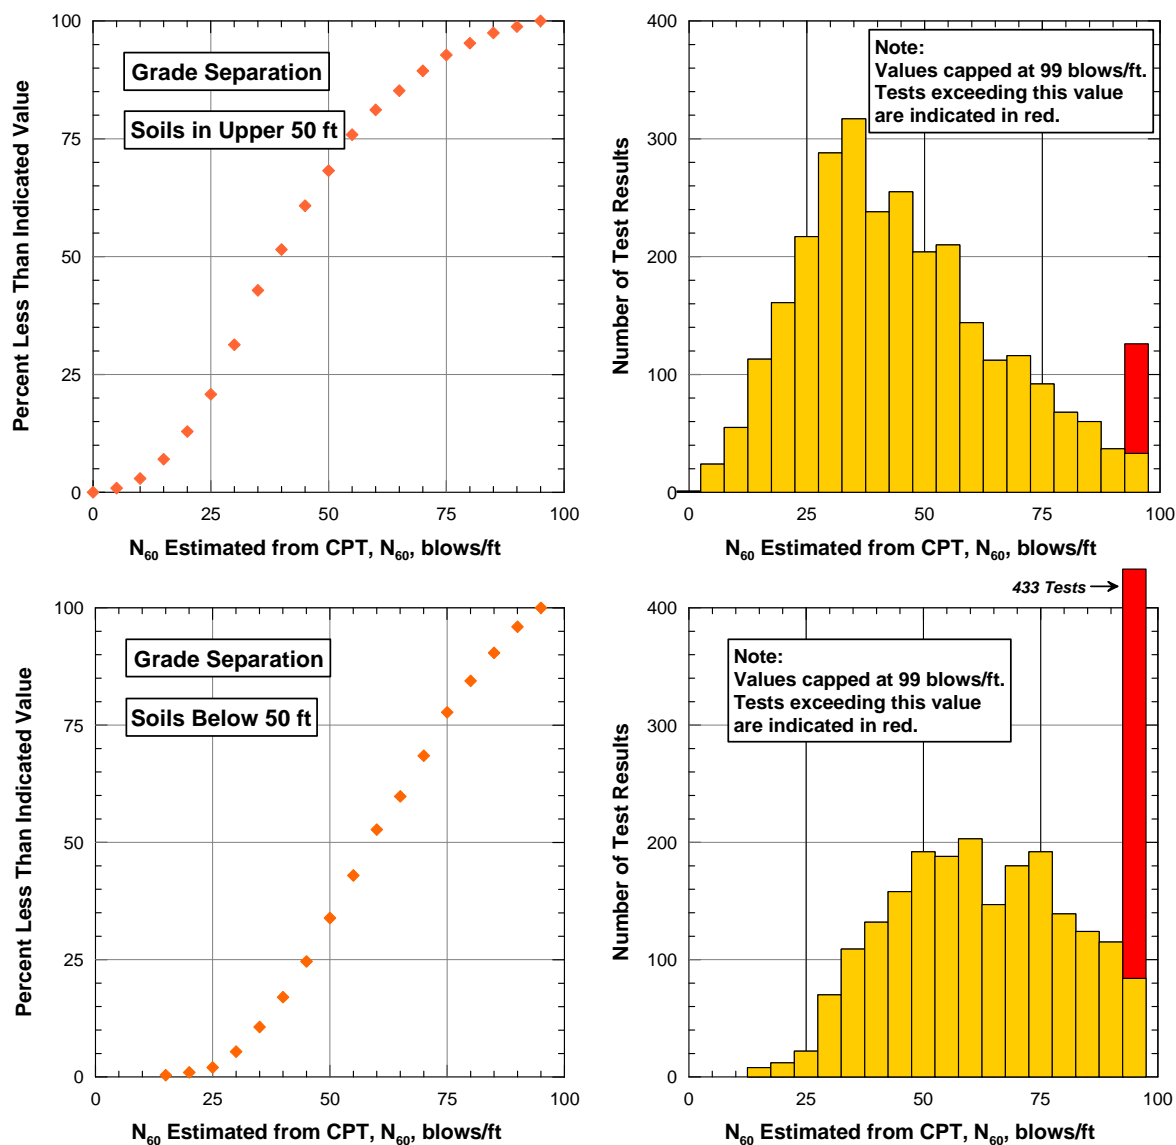 100
75
50
25
0
Percent Less Than Indicated Value
Grade Separation
Soils in Upper 50 ft
0 25 50 75 100
N60 Estimated from CPT, N60, blows/ft
400
300
200
100
0
Number of Test Results
Note:
Values capped at 99 blows/ft.
Tests exceeding this value
are indicated in red.
0 25 50 75 100
N60 Estimated from CPT, N60, blows/ft
100
75
50
25
0
Percent Less Than Indicated Value
Grade Separation
Soils Below 50 ft
0 25 50 75 100
N60 Estimated from CPT, N60, blows/ft
433 Tests
400
300
200
100
0
Number of Test Results
Note:
Values capped at 99 blows/ft.
Tests exceeding this value
are indicated in red.
0 25 50 75 100
N60 Estimated from CPT, N60, blows/ft